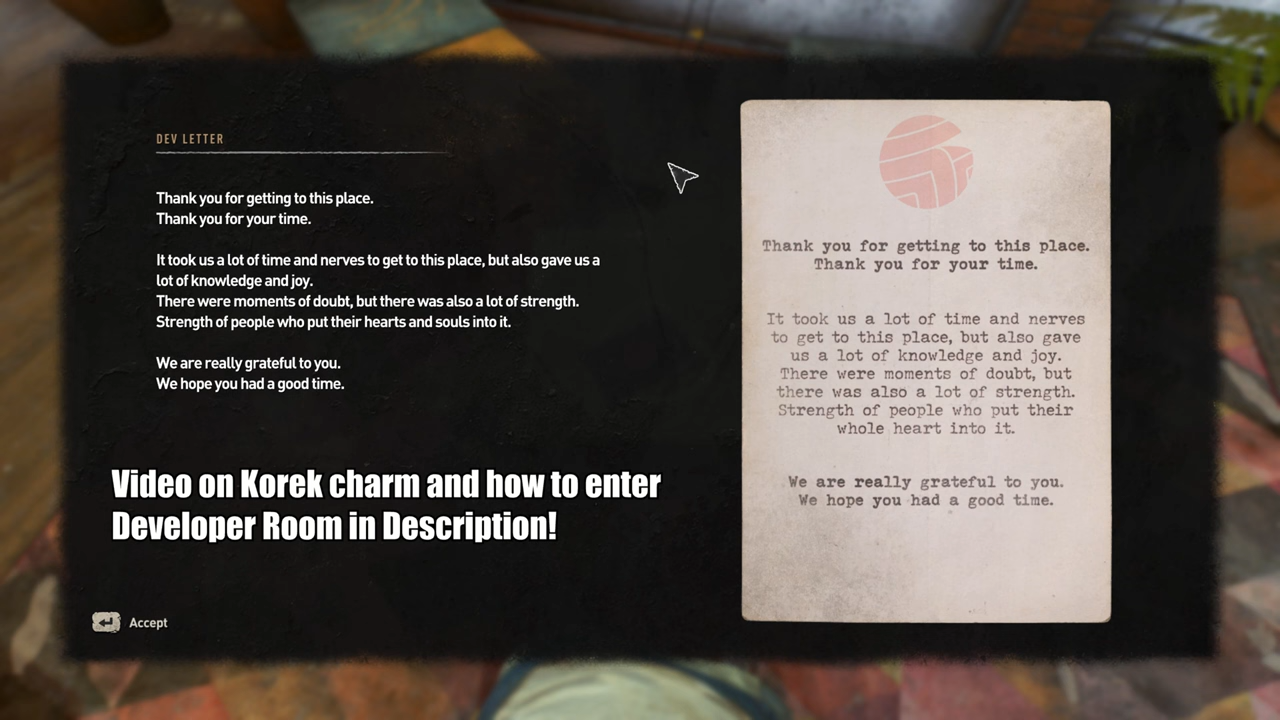 DEV LETTER
Thank you for getting to this place.
Thank you for your time.
It took us a lot of time and nerves to get to this place, but also gave us a
lot of knowledge and joy.
There were moments of doubt, but there was also a lot of strength.
Strength of people who put their hearts and souls into it.
We are really grateful to you.
We hope you had a good time.
Video on Korek charm and how to enter
Developer Room in Description!
Accept
Thank you for getting to this place.
Thank you for your time.
It took us a lot of time and nerves
to get to this place, but also gave
us a lot of knowledge and joy.
There were moments of doubt, but
there was also a lot of strength.
Strength of people who put their
whole heart into it.
We are really grateful to you.
We hope you had a good time.